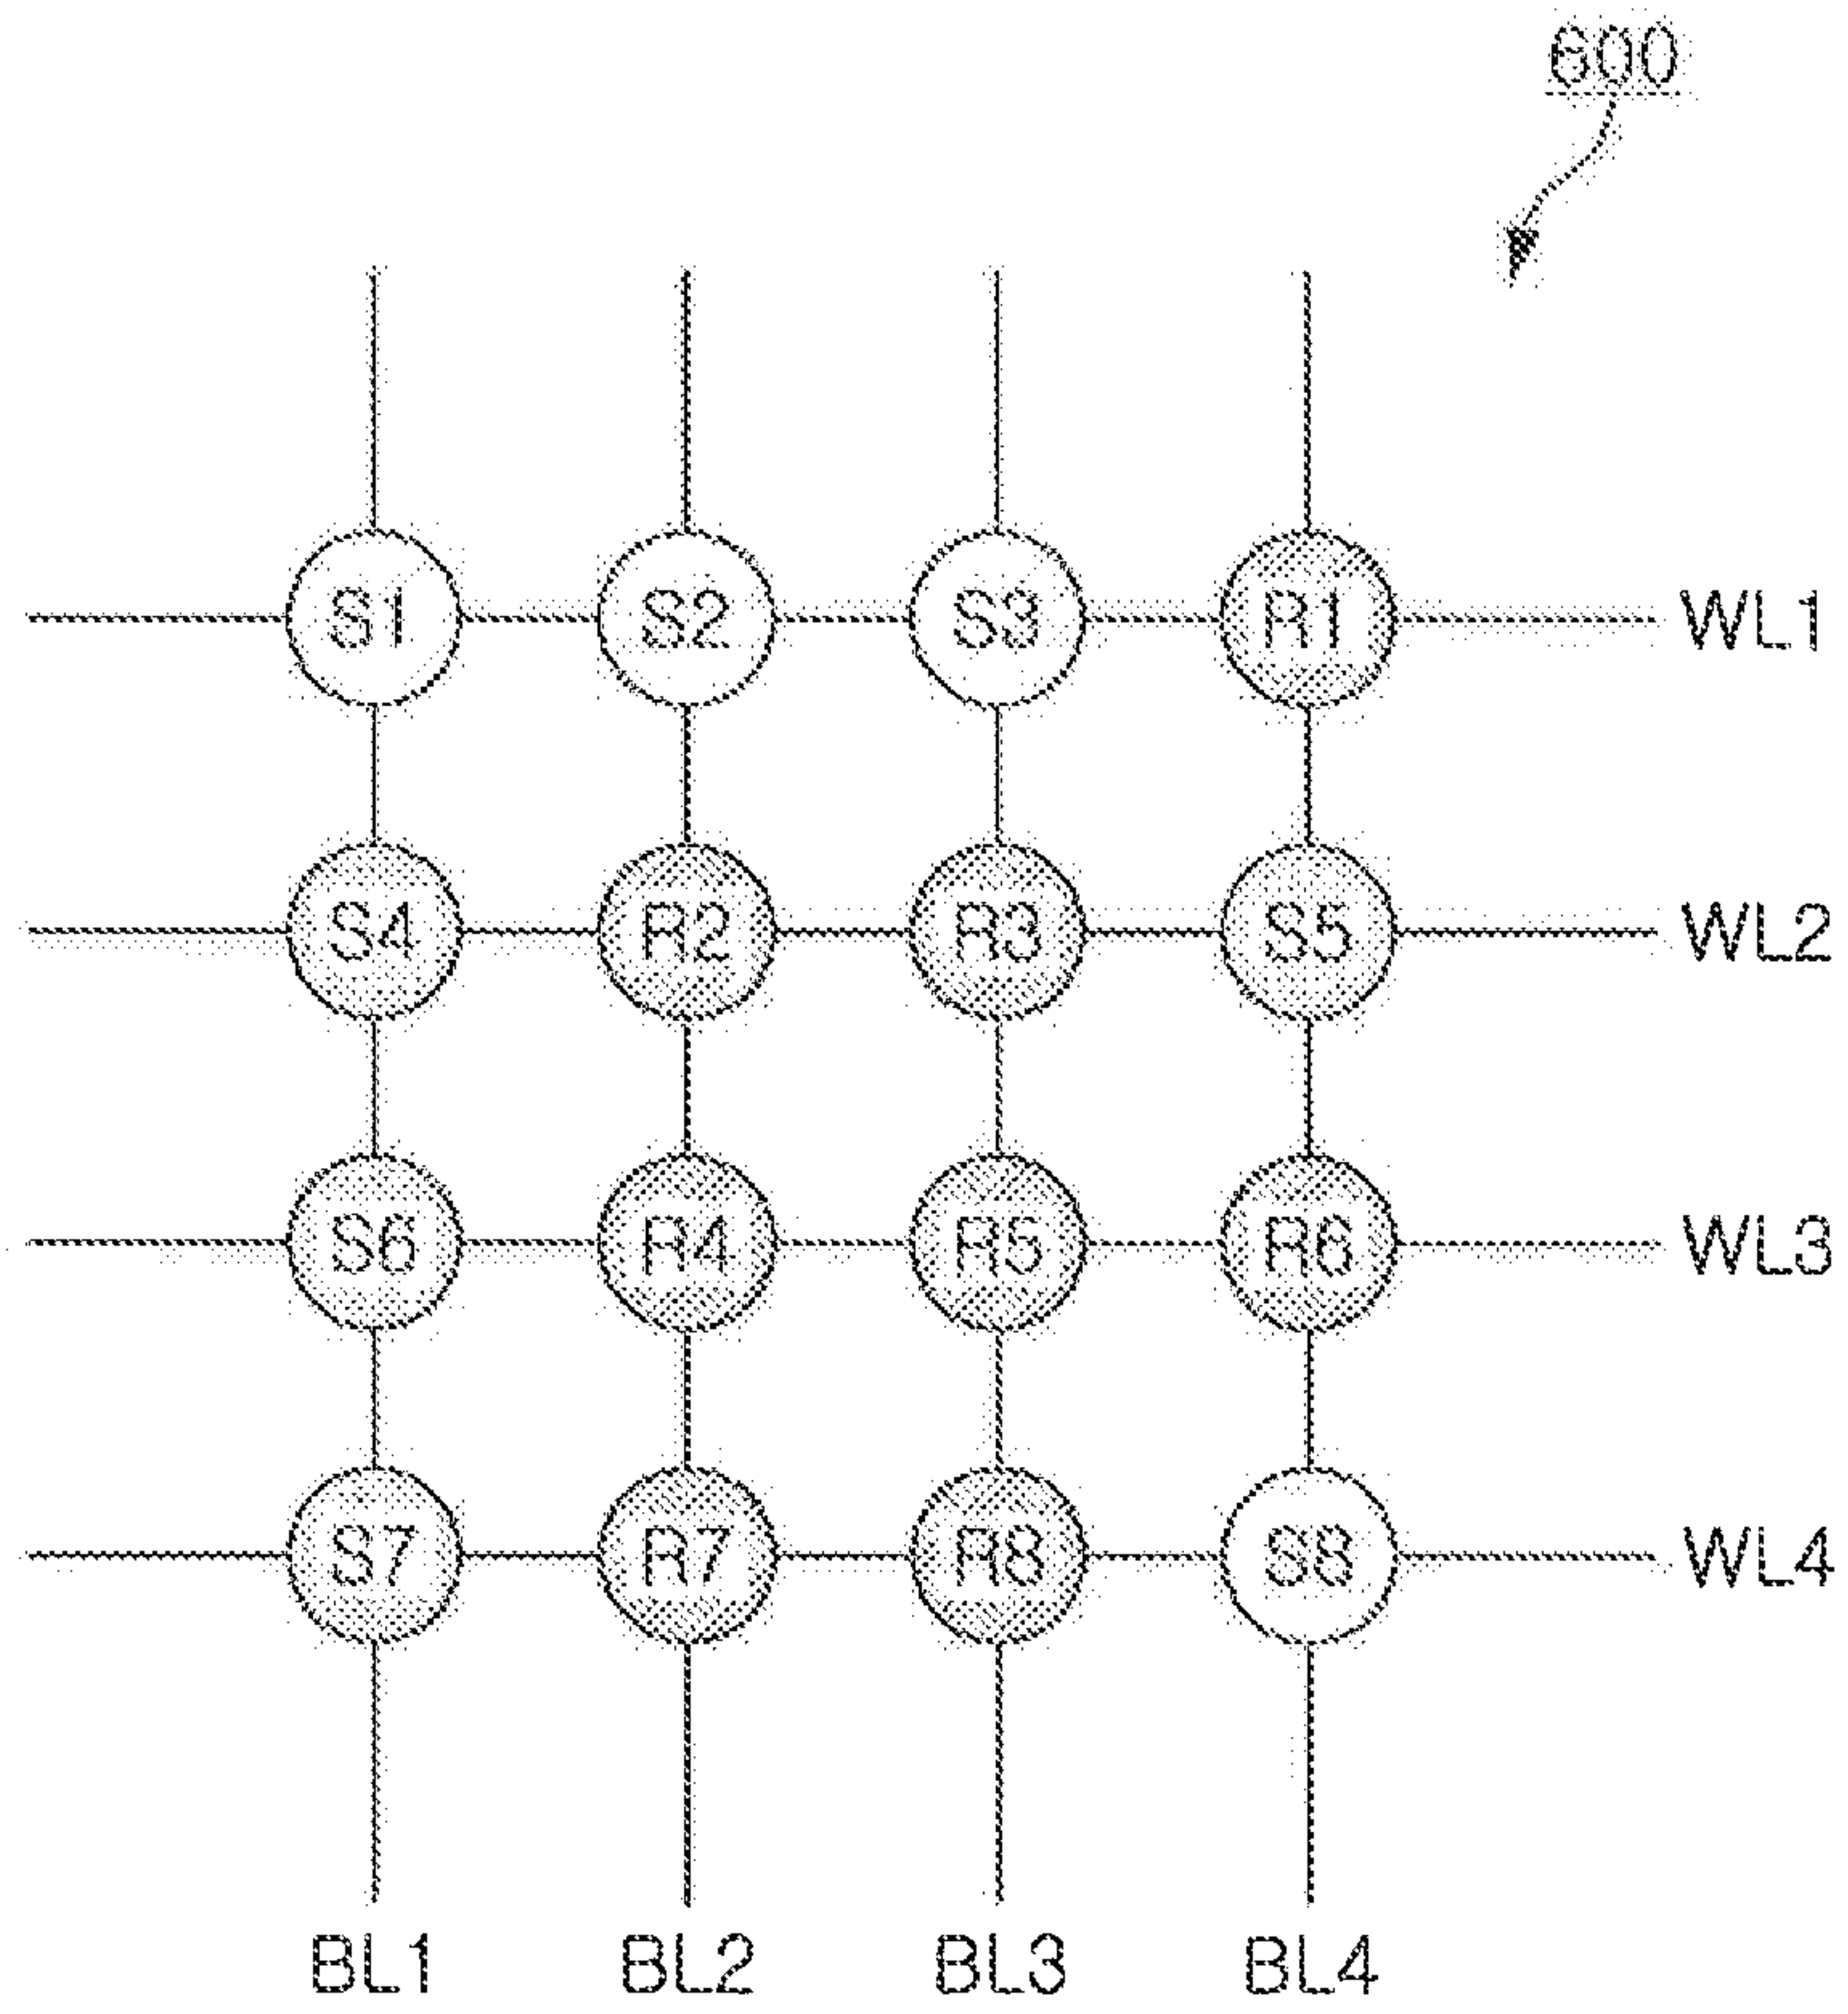 600
S1 S2 S3 R1 WL1
S4 R2 R3 S5 WL2
S6 R4 R5 R6 WL3
S7 R7 R8 S8 WL4
BL1 BL2 BL3 BL4